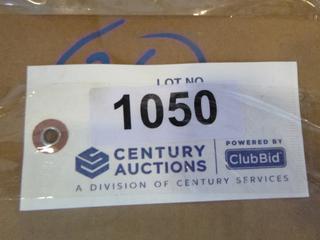 LOT NO.
1050
CENTURY
AUCTIONS
POWERED BY
ClubBid
A DIVISION OF CENTURY SERVICES